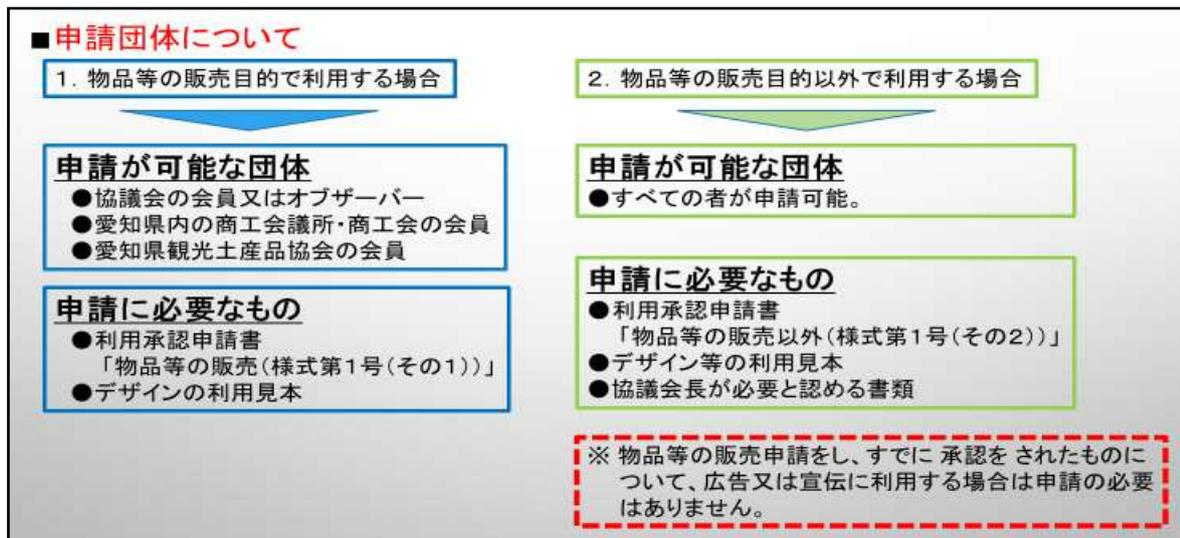 ■申請団体について
1. 物品等の販売目的で利用する場合
申請が可能な団体
●協議会の会員又はオブザーバー
●愛知県内の商工会議所・商工会の会員
●愛知県観光土産品協会の会員
申請に必要なもの
●利用承認申請書
「物品等の販売(様式第1号(その1))」
●デザインの利用見本
2. 物品等の販売目的以外で利用する場合
申請が可能な団体
●すべての者が申請可能。
申請に必要なもの
●利用承認申請書
「物品等の販売以外(様式第1号(その2))」
●デザイン等の利用見本
●協議会長が必要と認める書類
※ 物品等の販売申請をし、すでに 承認を されたものに
ついて、広告又は宣伝に利用する場合は申請の必要
はありません。